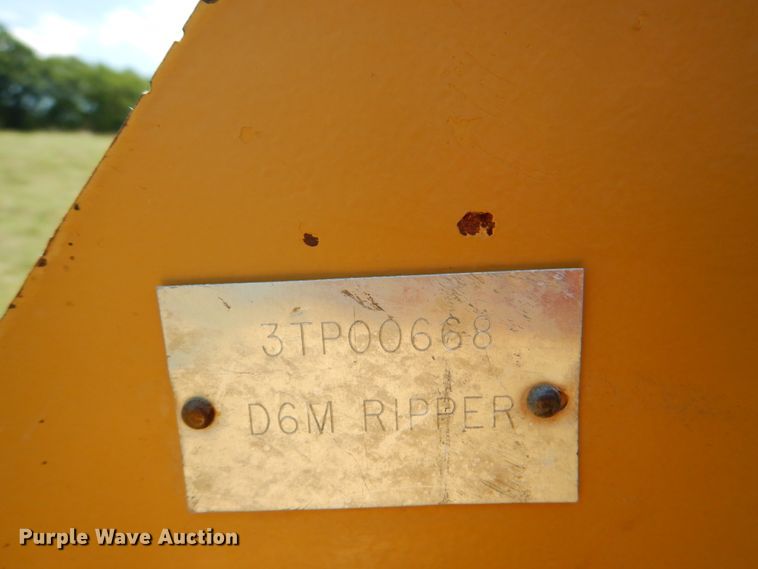 3TP00668
D6M RIPPER
Purple Wave Auction